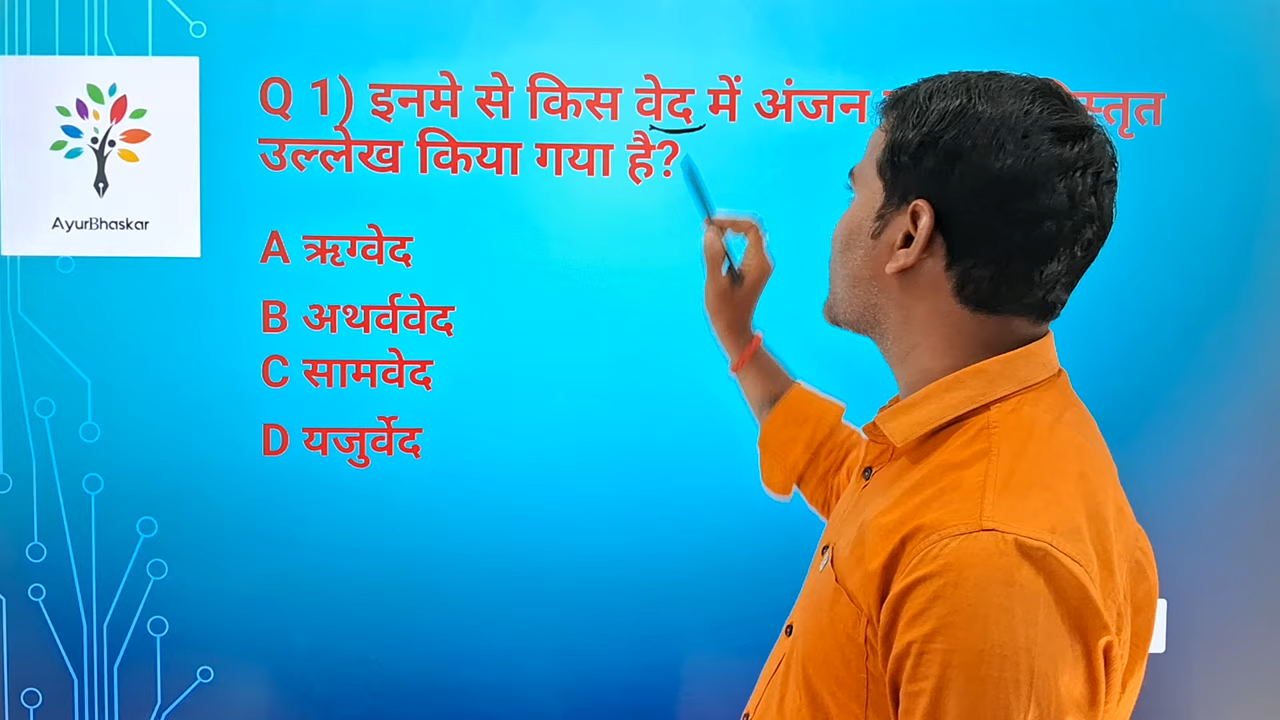 AyurBhaskar
Q 1) इनमे से किस वेद में अंजन
उल्लेख किया गया है?
A ऋग्वेद
B अथर्ववेद
C सामवेद
D यजुर्वेद